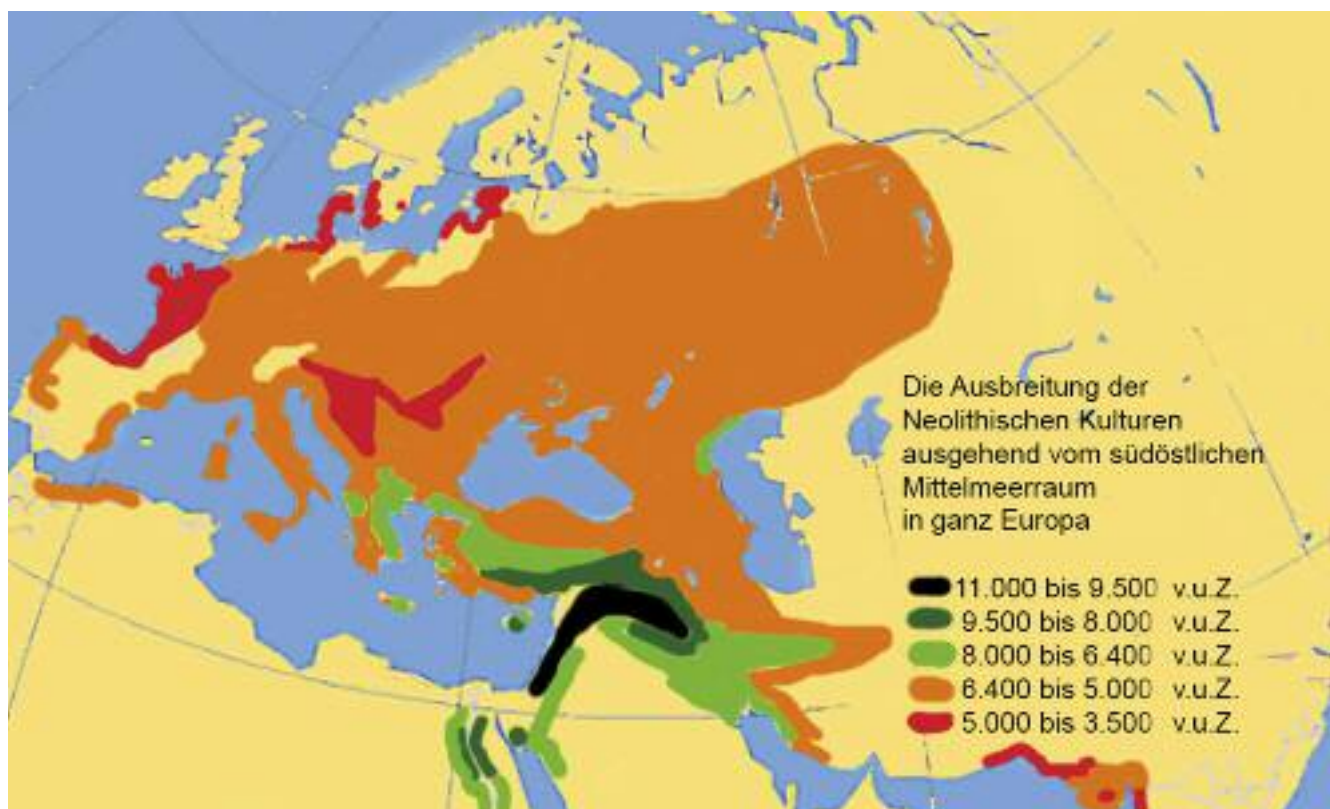 Die Ausbreitung der
Neolithischen Kulturen
ausgehend vom südöstlichen
Mittelmeerraum
in ganz Europa
11.000 bis 9.500 v.u.Z.
9.500 bis 8.000 v.u.Z.
8.000 bis 6.400 v.u.Z.
6.400 bis 5.000 v.u.Z.
5.000 bis 3.500 v.u.Z.